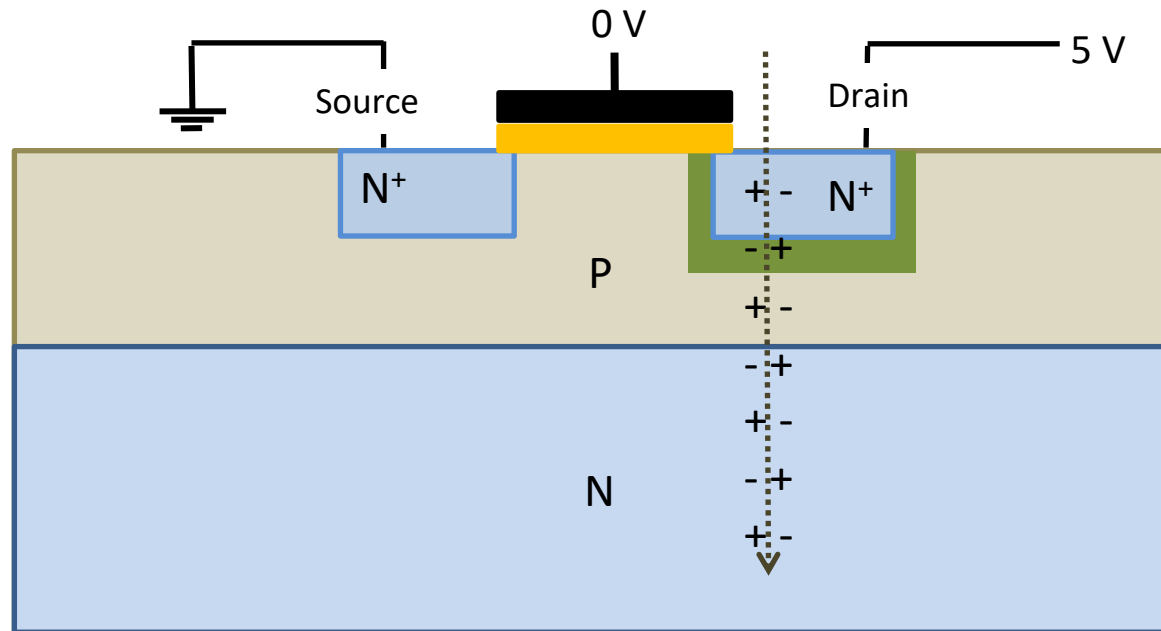 0 V
5 V
Source
Drain
N⁺
+ -
N⁺
- +
P
+ -
- +
+ -
N
- +
+ -